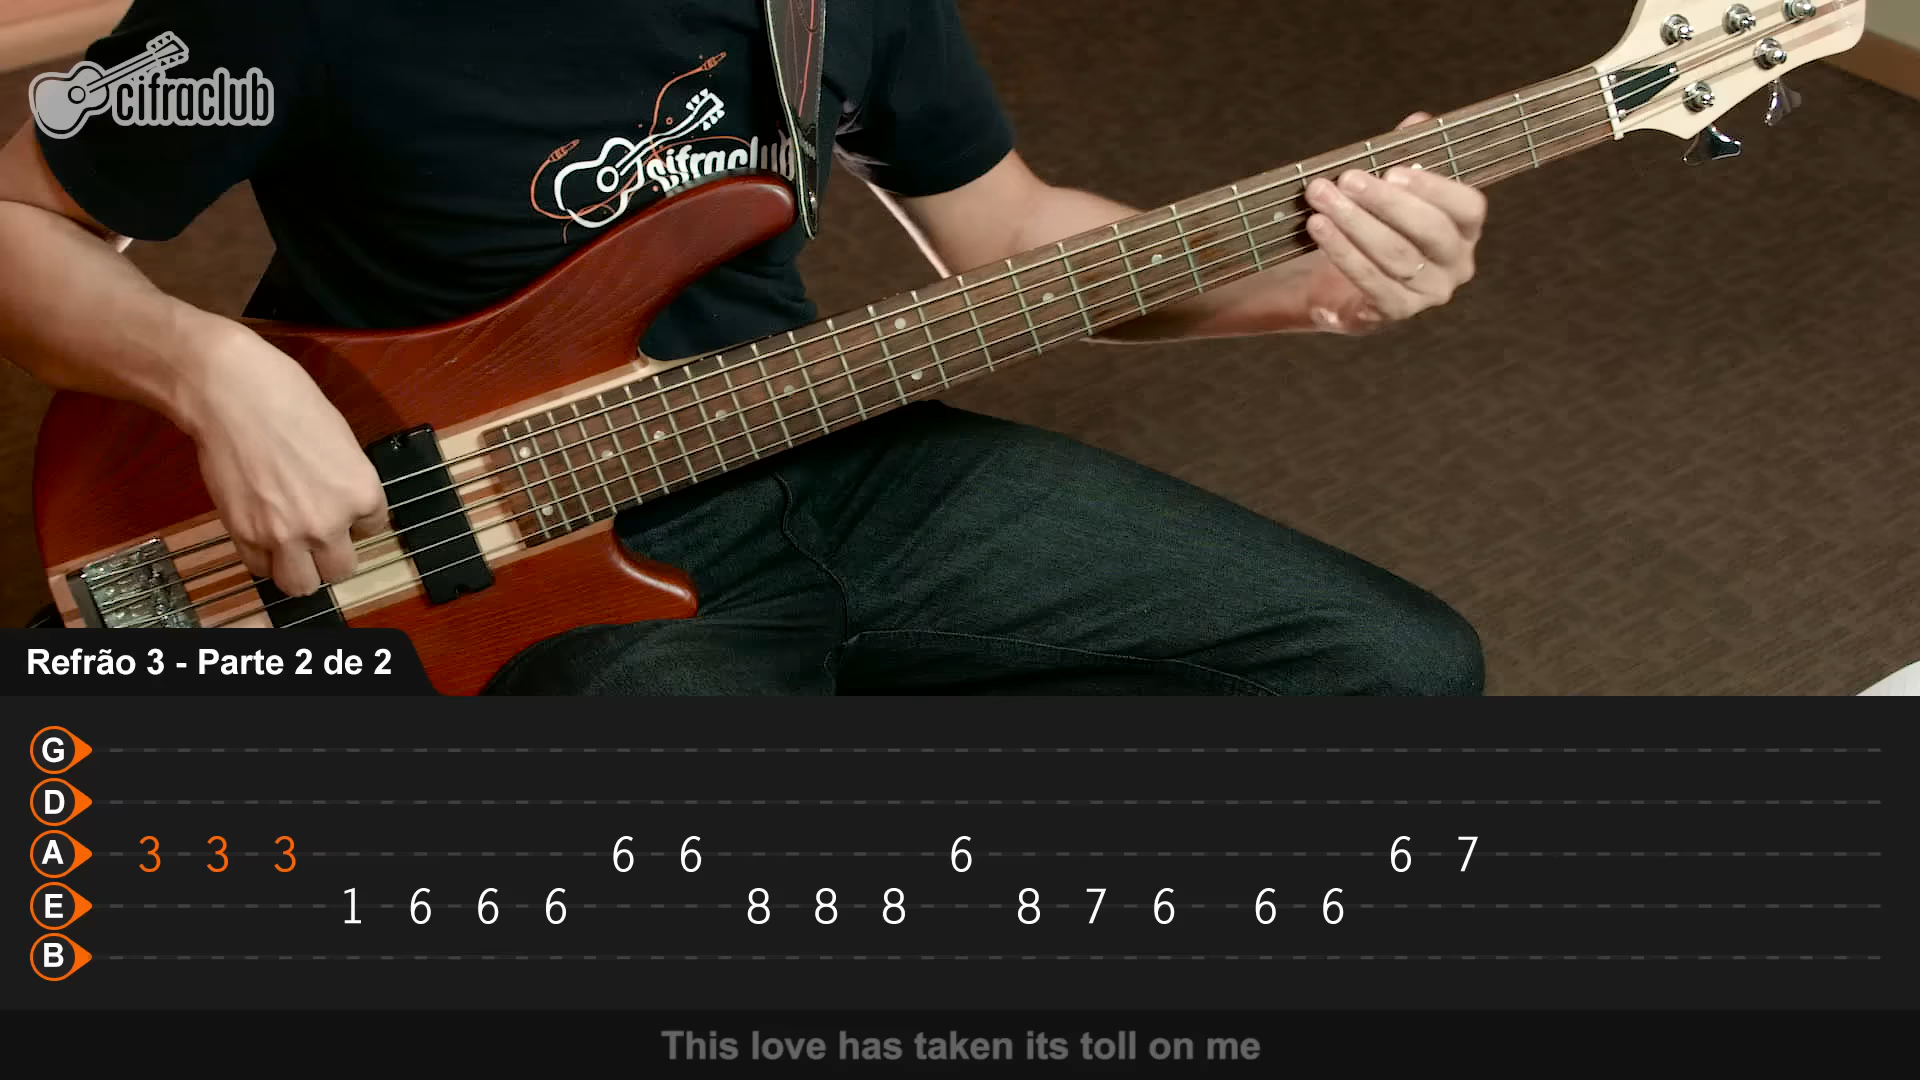 cifraclub
cifraclub
Refrão 3 - Parte 2 de 2
G
D
A 3 3 3 6 6 6 6 7
E 1 6 6 6 8 8 8 8 7 6 6 6
B
This love has taken its toll on me